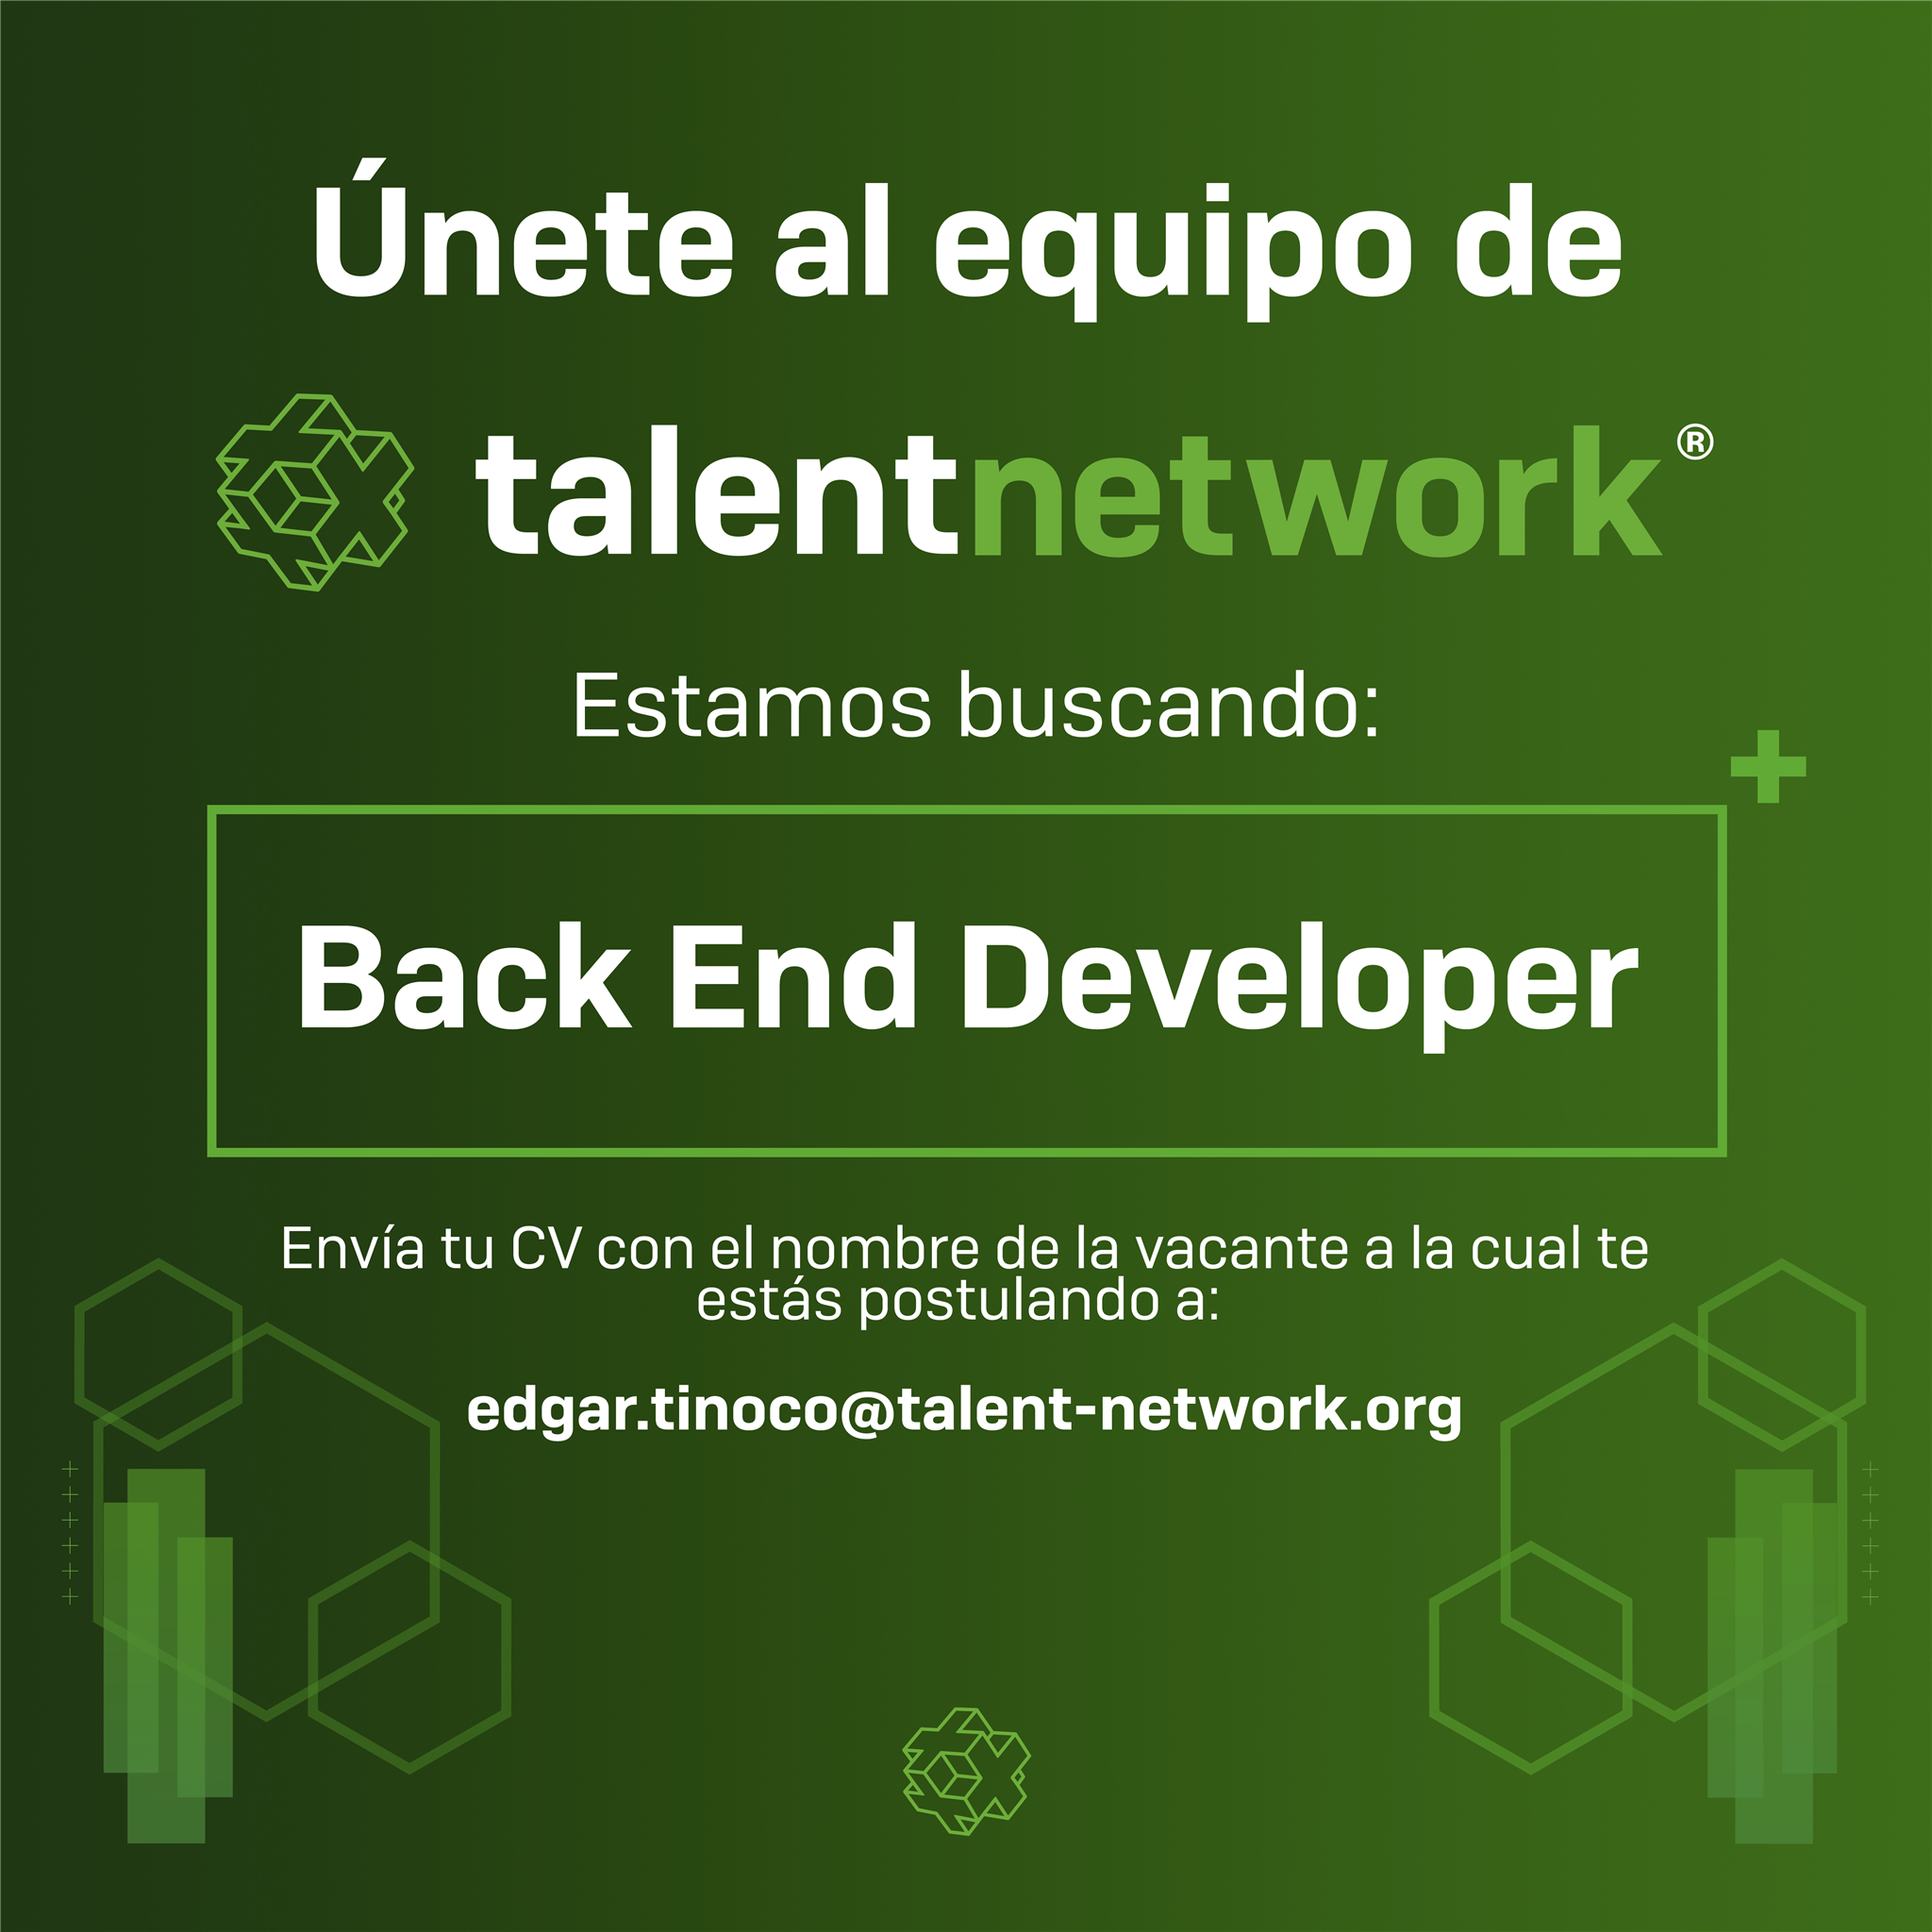 Únete al equipo de
talentnetwork®
Estamos buscando:
Back End Developer
Envía tu CV con el nombre de la vacante a la cual te
estás postulando a:
edgar.tinoco@talent-network.org